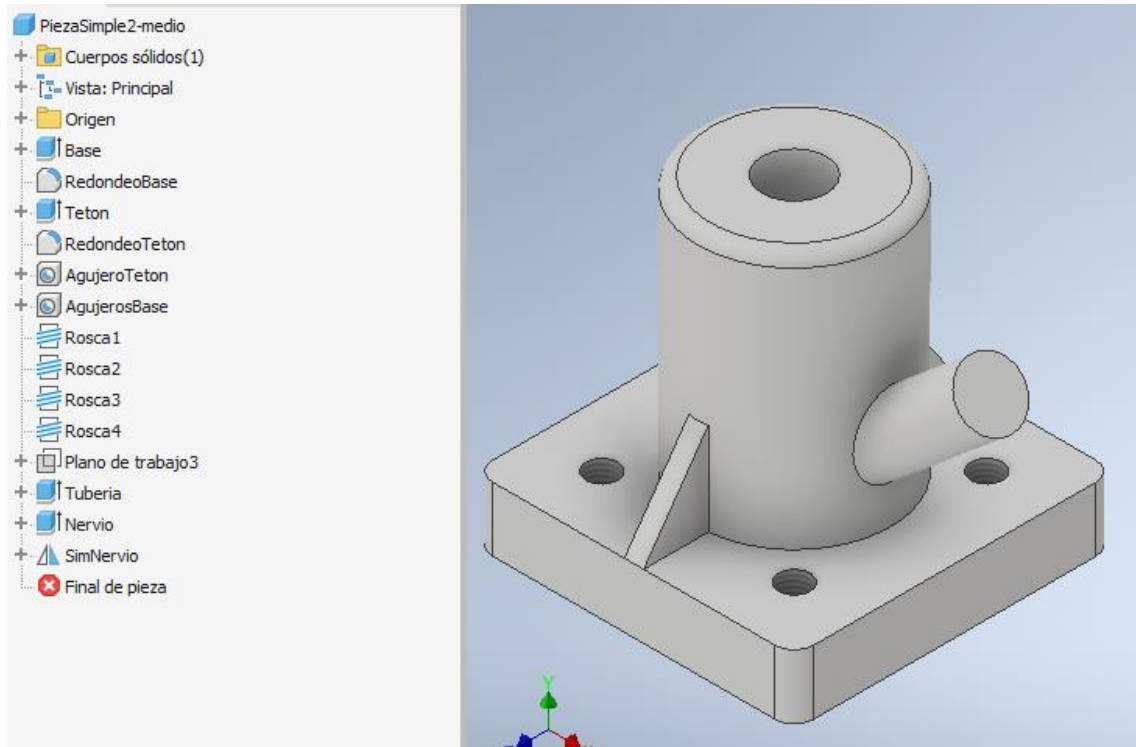 PiezaSimple2-medio
Cuerpos sólidos(1)
Vista: Principal
Origen
Base
RedondeoBase
Teton
RedondeoTeton
AgujeroTeton
AgujerosBase
Rosca1
Rosca2
Rosca3
Rosca4
Plano de trabajo3
Tuberia
Nervio
SimNervio
Final de pieza
Y